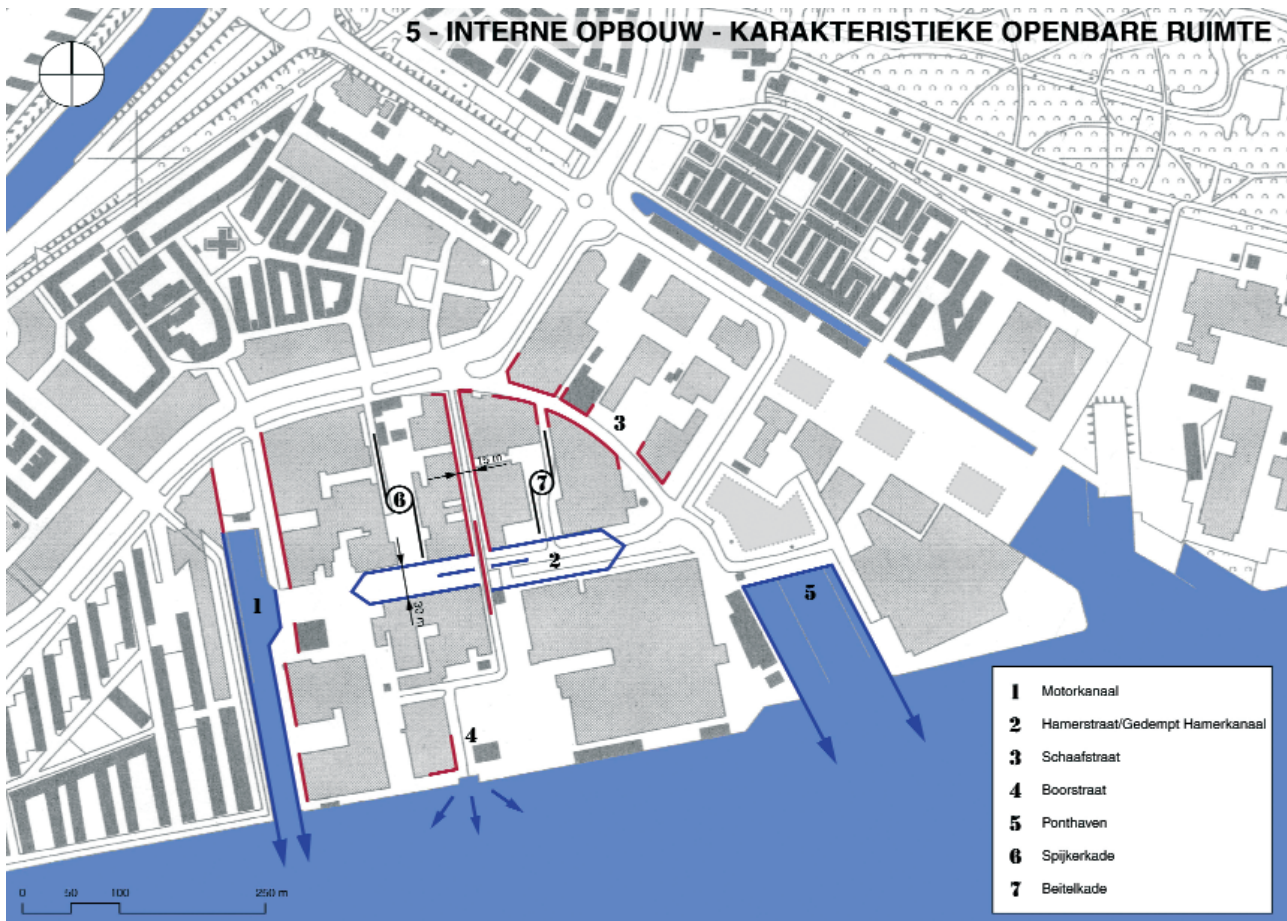 5 - INTERNE OPBOUW - KARAKTERISTIEKE OPENBARE RUIMTE
3
15 m
6
7
2
1
5
32 m
4
1 Motorkanaal
2 Hamerstraat/Gedempt Hamerkanaal
3 Schaafstraat
4 Boorstraat
5 Ponthaven
6 Spijkerkade
7 Beitelkade
0 50 100 250 m